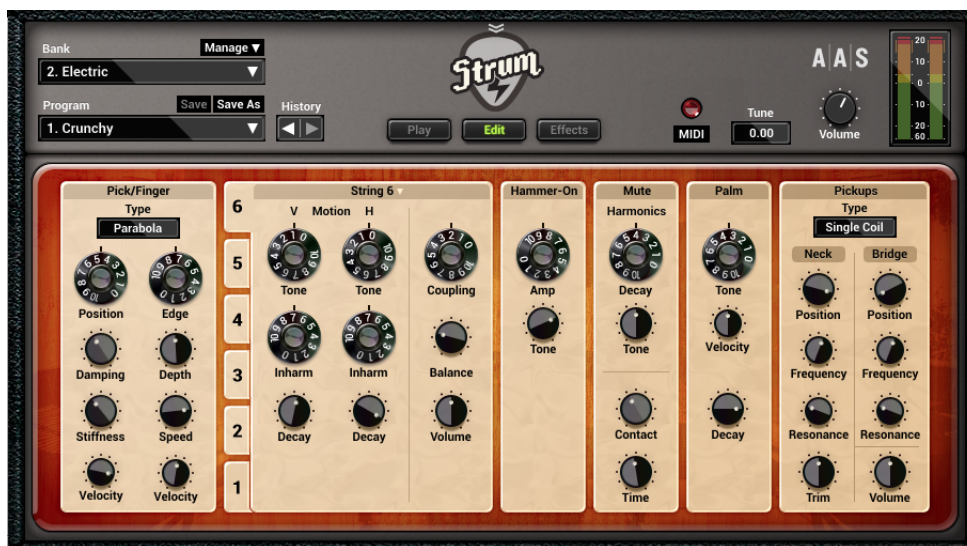 Bank Manage ▼
2. Electric ▼
Program Save Save As History
1. Crunchy ▼
Strum
Play Edit Effects
MIDI
Tune
0.00
A|A|S
Volume
20
10
0
10
20
60
Pick/Finger
Type
Parabola
Position Edge
Damping Depth
Stiffness Speed
Velocity Velocity
6
5
4
3
2
1
String 6 ▼
V Motion H
Tone Tone Coupling
Inharm Inharm Balance
Decay Decay Volume
Hammer-On
Amp
Tone
Mute
Harmonics
Decay
Tone
Contact
Time
Palm
Tone
Velocity
Decay
Pickups
Type
Single Coil
Neck Bridge
Position Position
Frequency Frequency
Resonance Resonance
Trim Volume